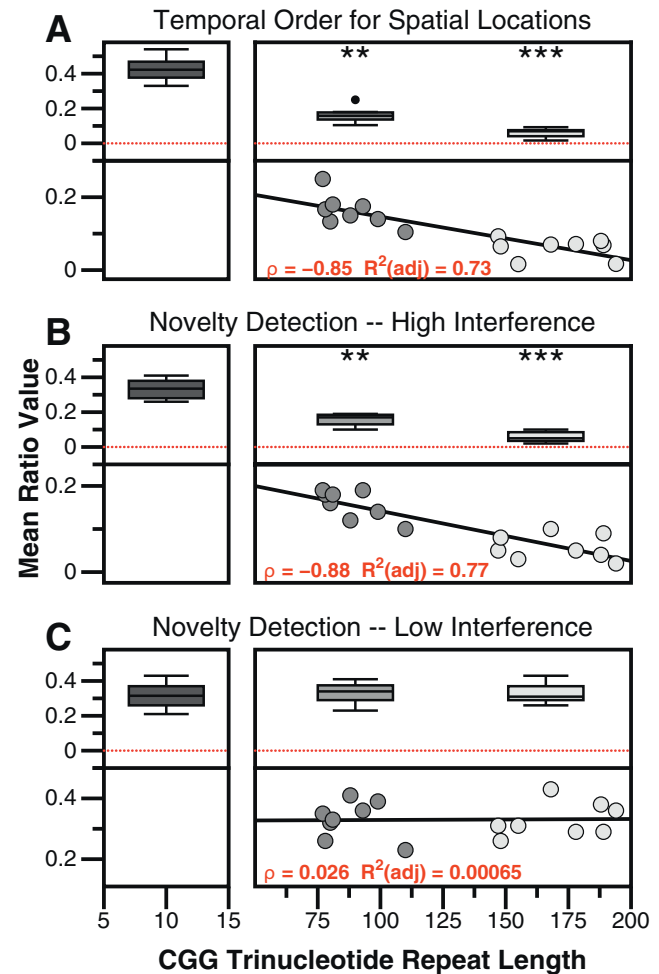 A Temporal Order for Spatial Locations
** ***
0.4
0.2
0
0.2
0
ρ = −0.85 R²(adj) = 0.73
B Novelty Detection -- High Interference
** ***
0.4
0.2
0
0.2
0
ρ = −0.88 R²(adj) = 0.77
C Novelty Detection -- Low Interference
0.4
0.2
0
0.4
0.2
ρ = 0.026 R²(adj) = 0.00065
Mean Ratio Value
5 10 15 75 100 125 150 175 200
CGG Trinucleotide Repeat Length